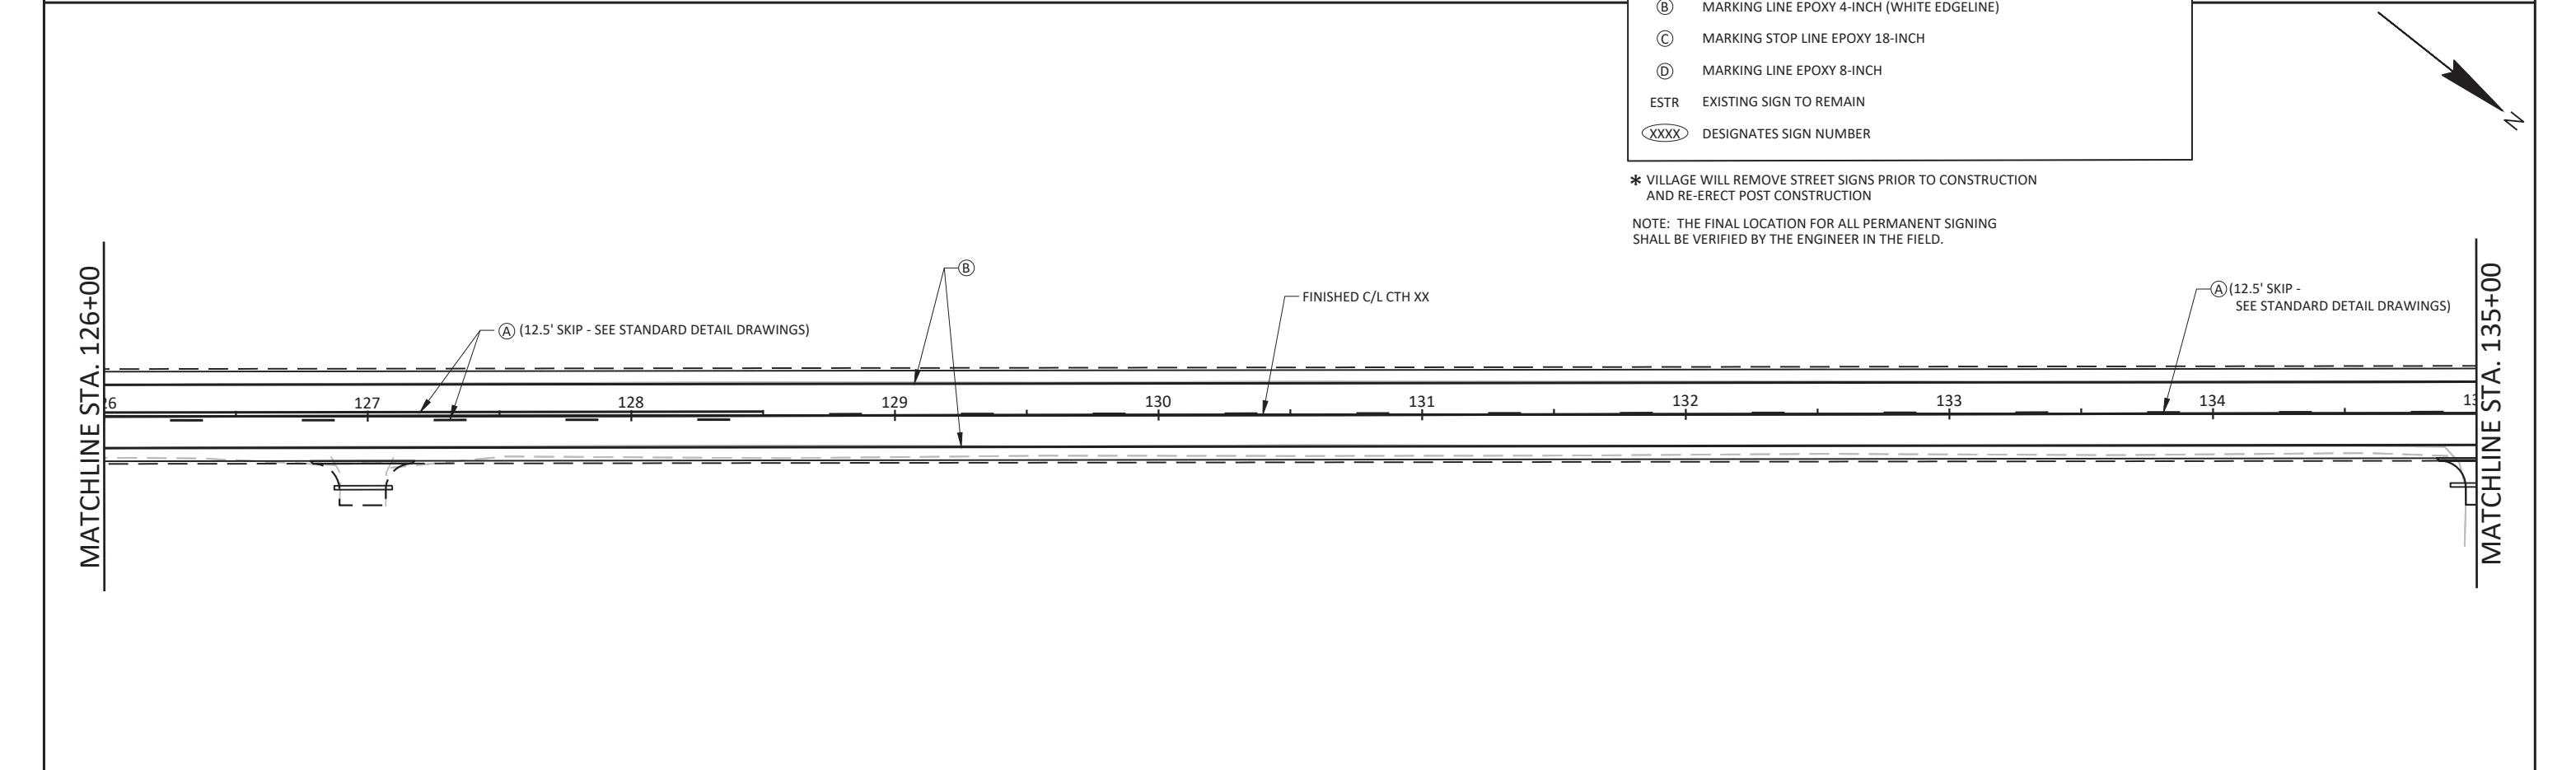 Ⓑ MARKING LINE EPOXY 4-INCH (WHITE EDGELINE)
Ⓒ MARKING STOP LINE EPOXY 18-INCH
Ⓓ MARKING LINE EPOXY 8-INCH
ESTR EXISTING SIGN TO REMAIN
XXXX DESIGNATES SIGN NUMBER
N
* VILLAGE WILL REMOVE STREET SIGNS PRIOR TO CONSTRUCTION
AND RE-ERECT POST CONSTRUCTION
NOTE: THE FINAL LOCATION FOR ALL PERMANENT SIGNING
SHALL BE VERIFIED BY THE ENGINEER IN THE FIELD.
MATCHLINE STA. 126+00
Ⓑ
FINISHED C/L CTH XX
Ⓐ (12.5' SKIP -
SEE STANDARD DETAIL DRAWINGS)
Ⓐ (12.5' SKIP - SEE STANDARD DETAIL DRAWINGS)
26 127 128 129 130 131 132 133 134 13
MATCHLINE STA. 135+00